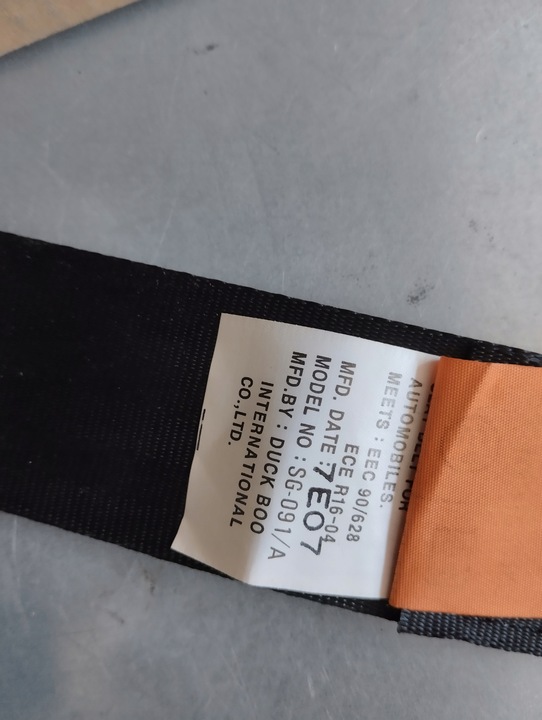 AUTOMOBILES.
MEETS : EEC 90/628
ECE R16-04
MFD. DATE : 7E07
MODEL NO : SG-091/A
MFD.BY : DUCK BOO
INTERNATIONAL
CO.,LTD.